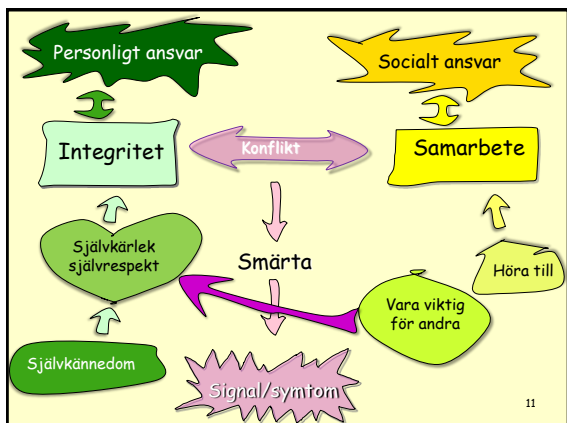 Personligt ansvar
Socialt ansvar
Integritet
Konflikt
Samarbete
Självkärlek
självrespekt
Smärta
Höra till
Vara viktig
för andra
Självkännedom
Signal/symtom
11